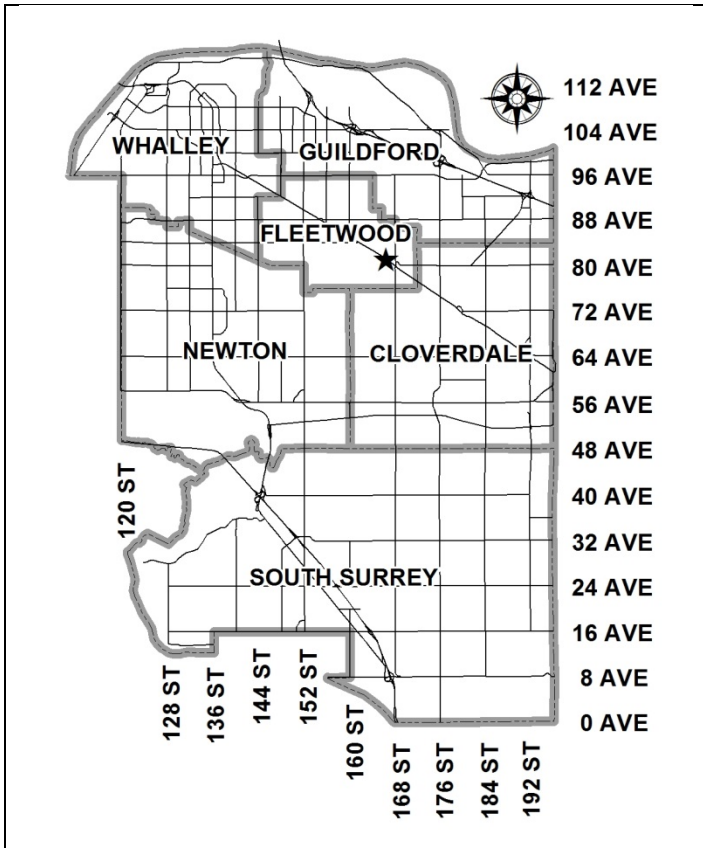 112 AVE
104 AVE
WHALLEY
GUILDFORD
96 AVE
88 AVE
FLEETWOOD
80 AVE
72 AVE
NEWTON
CLOVERDALE
64 AVE
56 AVE
48 AVE
120 ST
40 AVE
32 AVE
SOUTH SURREY
24 AVE
16 AVE
128 ST
136 ST
144 ST
152 ST
160 ST
8 AVE
0 AVE
168 ST
176 ST
184 ST
192 ST